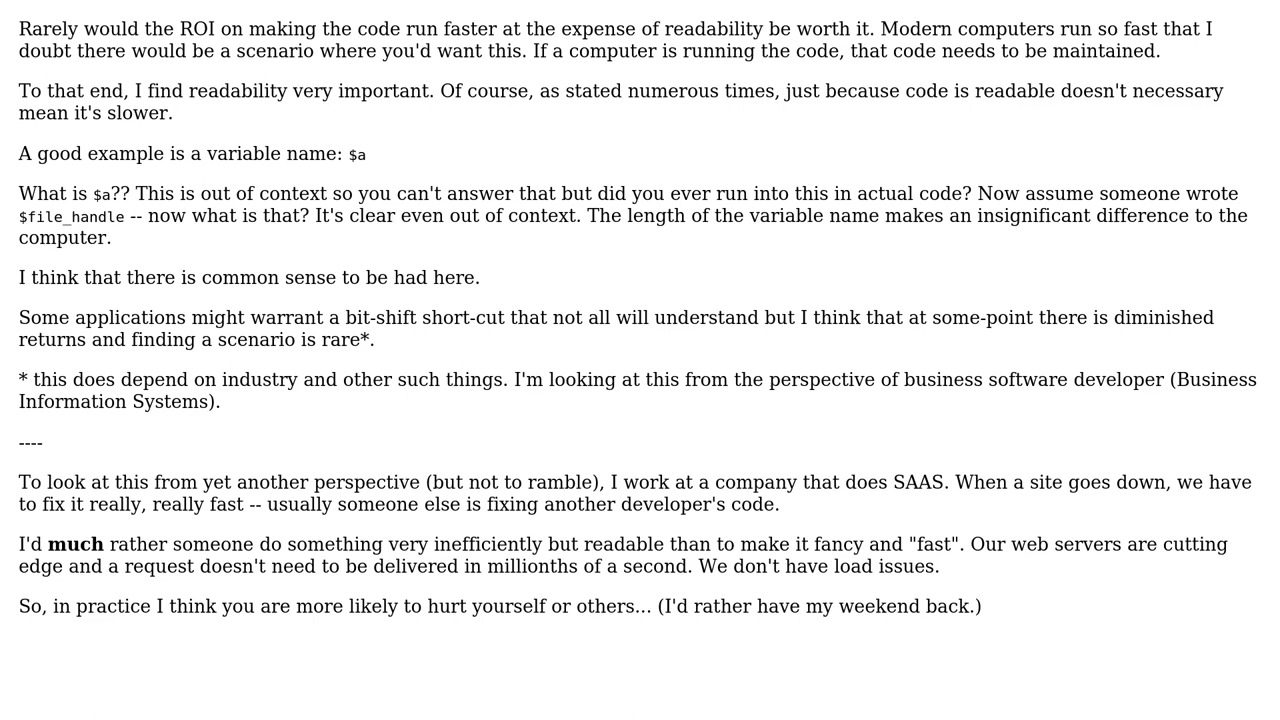 Rarely would the ROI on making the code run faster at the expense of readability be worth it. Modern computers run so fast that I
doubt there would be a scenario where you'd want this. If a computer is running the code, that code needs to be maintained.
To that end, I find readability very important. Of course, as stated numerous times, just because code is readable doesn't necessary
mean it's slower.
A good example is a variable name: $a
What is $a?? This is out of context so you can't answer that but did you ever run into this in actual code? Now assume someone wrote
$file_handle -- now what is that? It's clear even out of context. The length of the variable name makes an insignificant difference to the
computer.
I think that there is common sense to be had here.
Some applications might warrant a bit-shift short-cut that not all will understand but I think that at some-point there is diminished
returns and finding a scenario is rare*.
* this does depend on industry and other such things. I'm looking at this from the perspective of business software developer (Business
Information Systems).
----
To look at this from yet another perspective (but not to ramble), I work at a company that does SAAS. When a site goes down, we have
to fix it really, really fast -- usually someone else is fixing another developer's code.
I'd much rather someone do something very inefficiently but readable than to make it fancy and "fast". Our web servers are cutting
edge and a request doesn't need to be delivered in millionths of a second. We don't have load issues.
So, in practice I think you are more likely to hurt yourself or others... (I'd rather have my weekend back.)